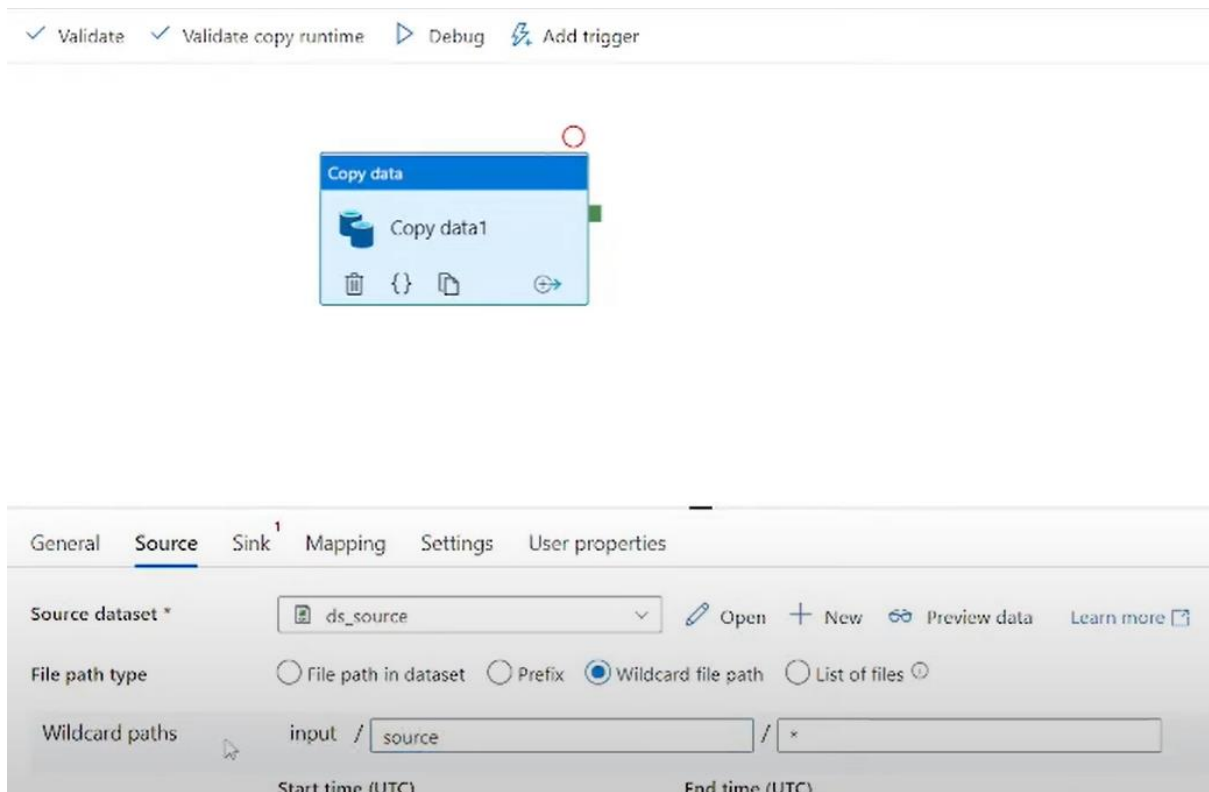 Validate Validate copy runtime Debug Add trigger
Copy data
Copy data1
{}
General Source Sink 1 Mapping Settings User properties
Source dataset * ds_source Open New Preview data Learn more
File path type File path in dataset Prefix Wildcard file path List of files
Wildcard paths input / source / *
Start time (UTC) End time (UTC)